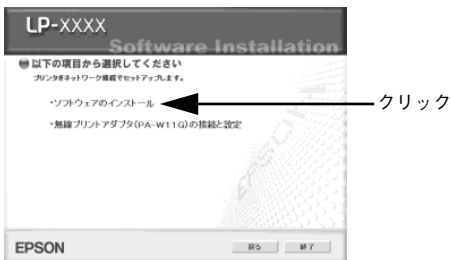 LP-XXXX
Software Installation
以下の項目から選択してください
プリンタをネットワーク環境でセットアップします。
・ソフトウェアのインストール
クリック
・無線プリントアダプタ(PA-W11G)の接続と設定
EPSON
EPSON
戻る
終了